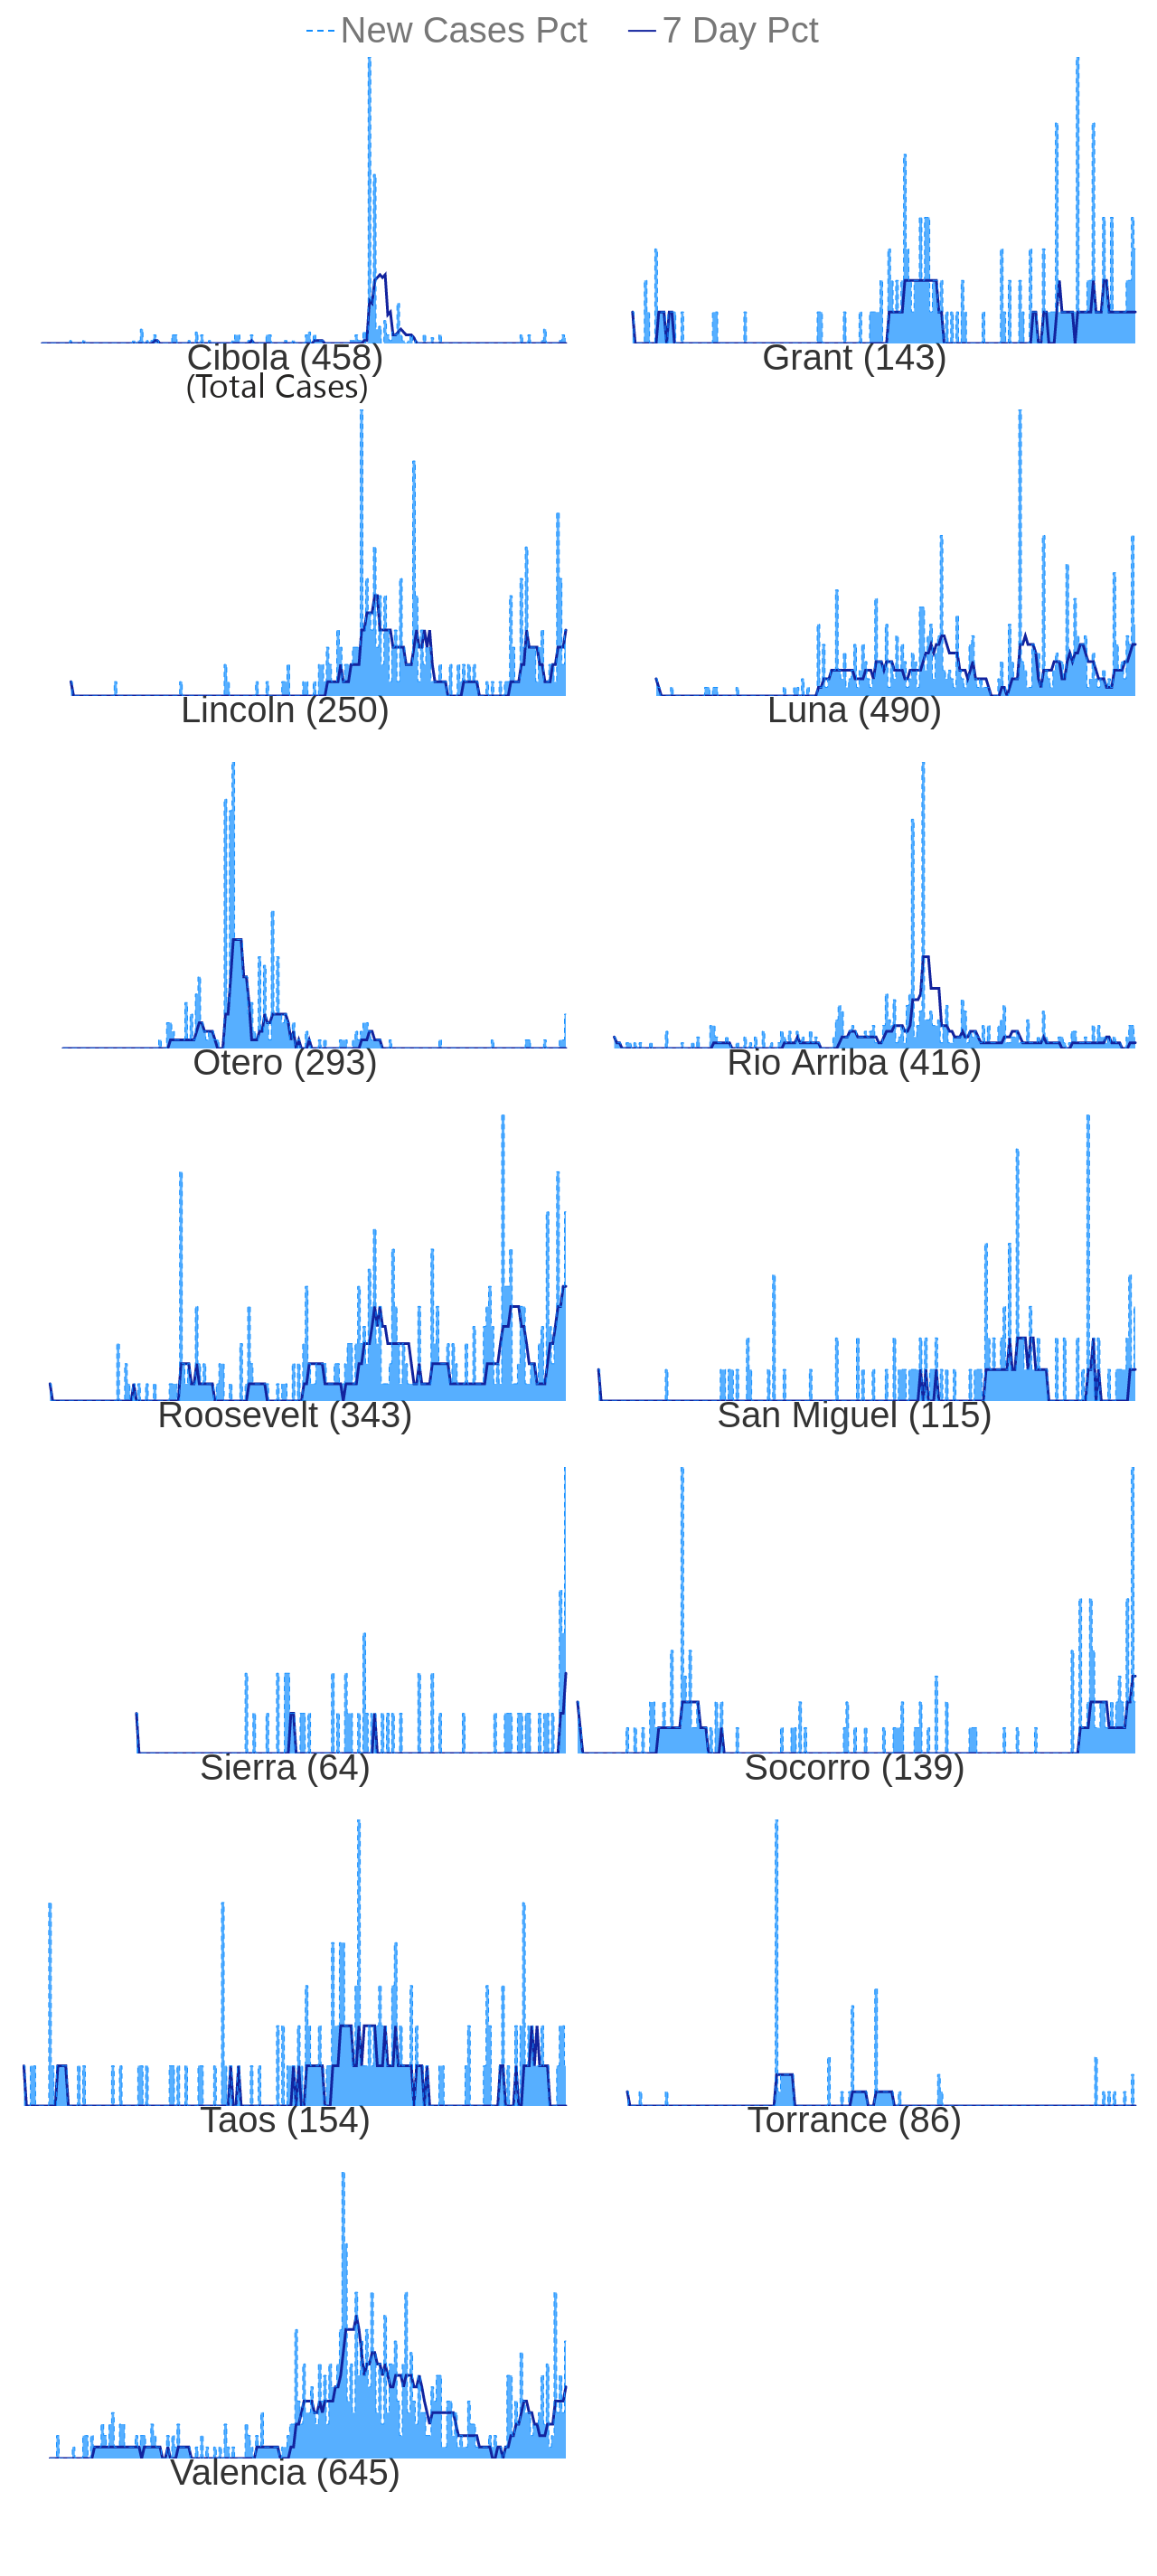 New Cases Pct 7 Day Pct
Cibola (458) Grant (143)
(Total Cases)
Lincoln (250) Luna (490)
Otero (293) Rio Arriba (416)
Roosevelt (343) San Miguel (115)
Sierra (64) Socorro (139)
Taos (154) Torrance (86)
Valencia (645)